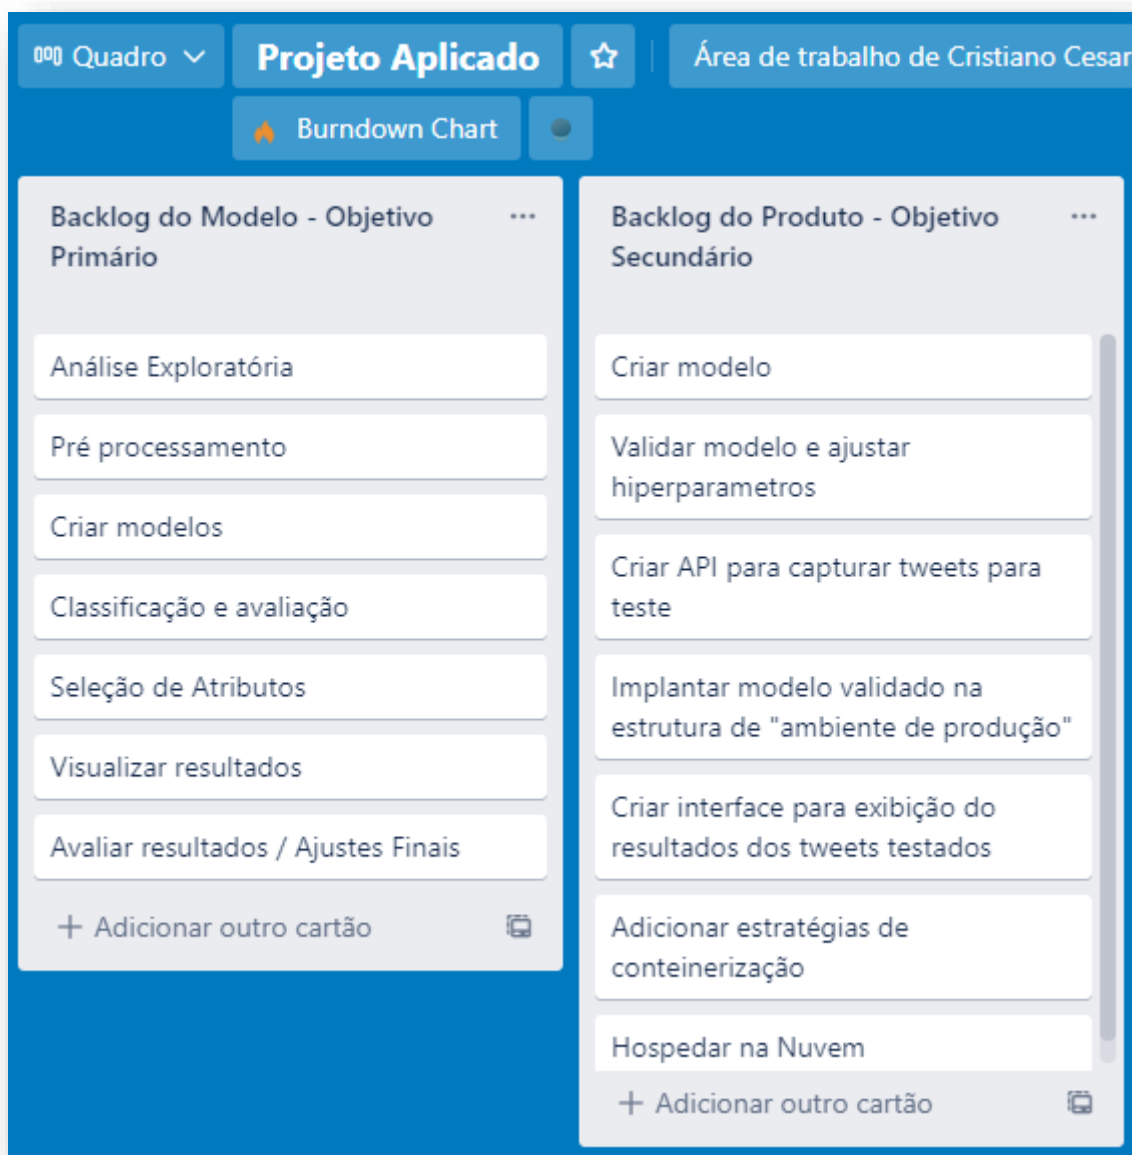 Quadro
Projeto Aplicado
Área de trabalho de Cristiano Cesar
Burndown Chart
Backlog do Modelo - Objetivo
Primário
Análise Exploratória
Pré processamento
Criar modelos
Classificação e avaliação
Seleção de Atributos
Visualizar resultados
Avaliar resultados / Ajustes Finais
+ Adicionar outro cartão
Backlog do Produto - Objetivo
Secundário
Criar modelo
Validar modelo e ajustar
hiperparametros
Criar API para capturar tweets para
teste
Implantar modelo validado na
estrutura de "ambiente de produção"
Criar interface para exibição do
resultados dos tweets testados
Adicionar estratégias de
conteinerização
Hospedar na Nuvem
+ Adicionar outro cartão